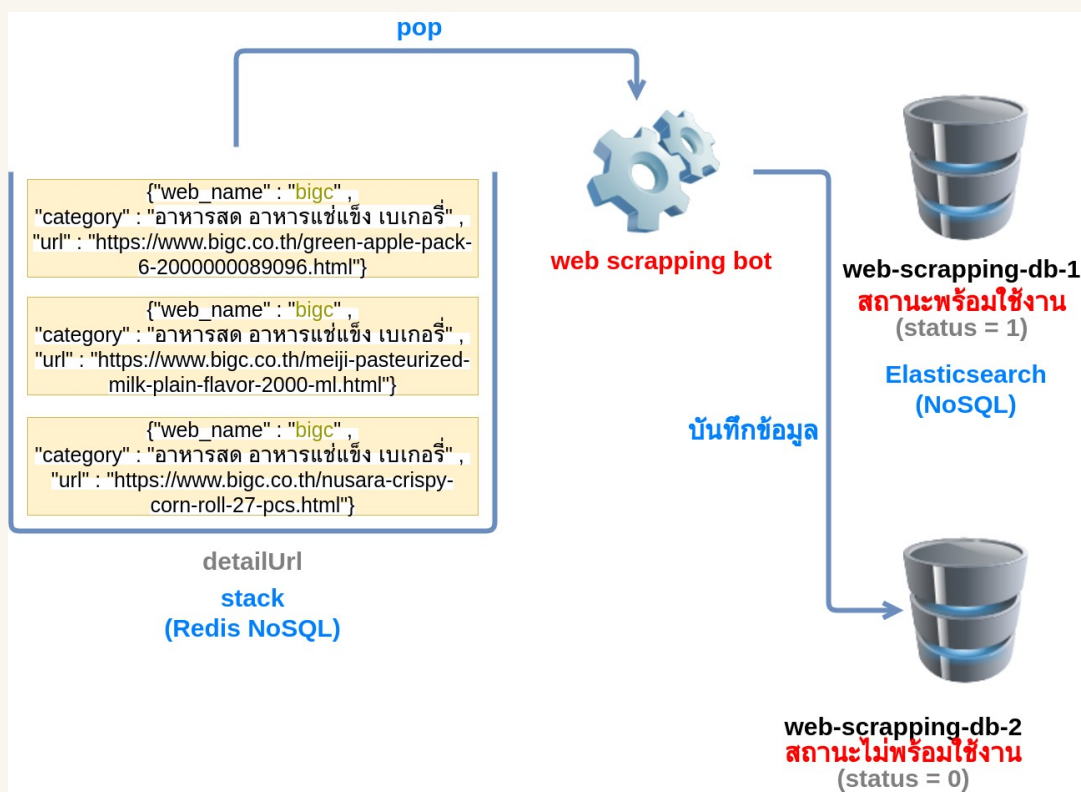 pop
{"web_name" : "bigc" ,
"category" : "อาหารสด อาหารแช่แข็ง เบเกอรี่" ,
"url" : "https://www.bigc.co.th/green-apple-pack-
6-2000000089096.html"}
{"web_name" : "bigc" ,
"category" : "อาหารสด อาหารแช่แข็ง เบเกอรี่" ,
"url" : "https://www.bigc.co.th/meiji-pasteurized-
milk-plain-flavor-2000-ml.html"}
{"web_name" : "bigc" ,
"category" : "อาหารสด อาหารแช่แข็ง เบเกอรี่" ,
"url" : "https://www.bigc.co.th/nusara-crispy-
corn-roll-27-pcs.html"}
detailUrl
stack
(Redis NoSQL)
web scrapping bot
บันทึกข้อมูล
web-scrapping-db-1
สถานะพร้อมใช้งาน
(status = 1)
Elasticsearch
(NoSQL)
web-scrapping-db-2
สถานะไม่พร้อมใช้งาน
(status = 0)